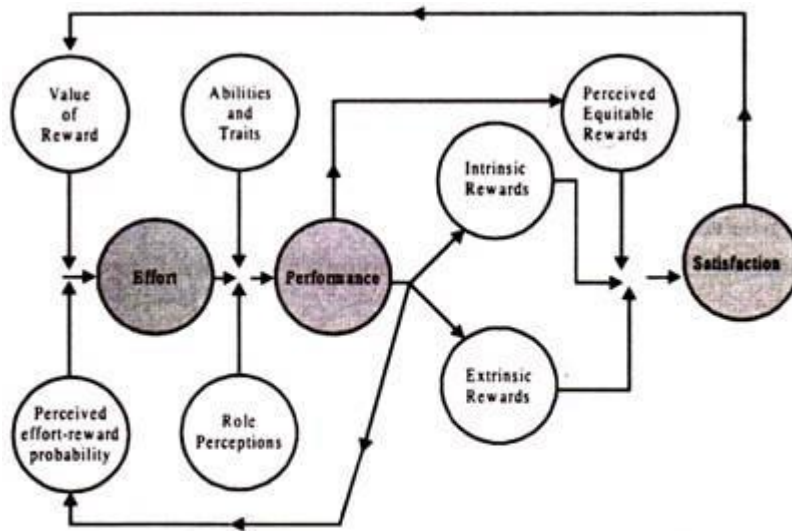 Value
of
Reward
Abilities
and
Traits
Perceived
Equitable
Rewards
Intrinsic
Rewards
Effort
Performance
Satisfaction
Perceived
effort-reward
probability
Role
Perceptions
Extrinsic
Rewards